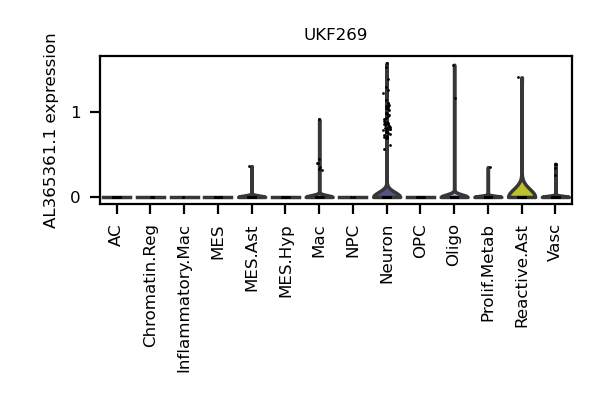 UKF269
AL365361.1 expression
1
0
AC
Chromatin.Reg
Inflammatory.Mac
MES
MES.Ast
MES.Hyp
Mac
NPC
Neuron
OPC
Oligo
Prolif.Metab
Reactive.Ast
Vasc